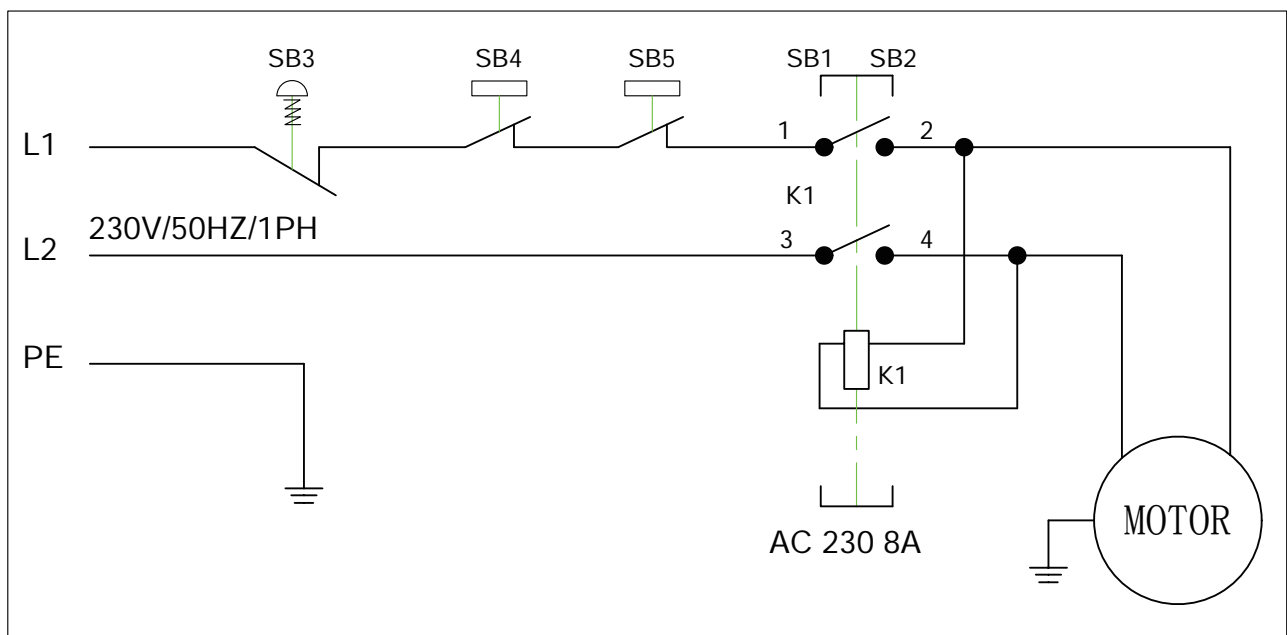 SB3
SB4
SB5
SB1
SB2
L1
1
2
K1
230V/50HZ/1PH
L2
3
4
PE
K1
MOTOR
AC 230 8A